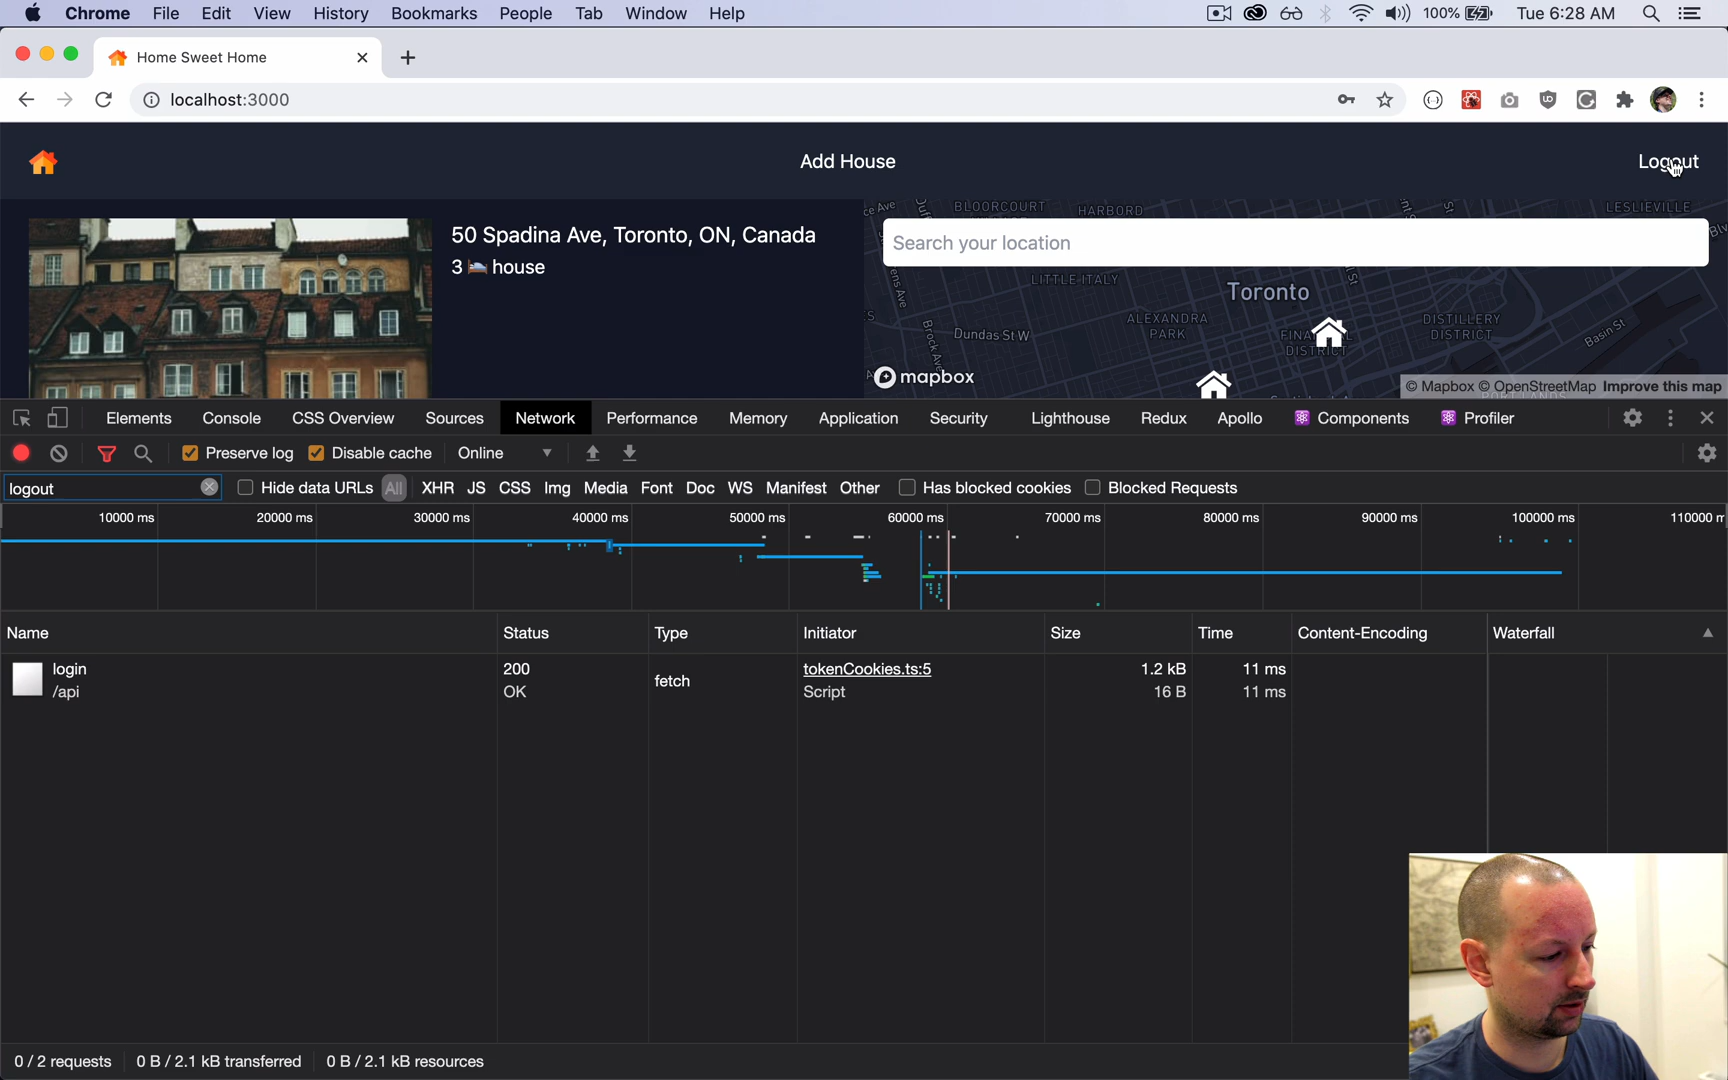 Chrome File Edit View History Bookmarks People Tab Window Help 100% Tue 6:28 AM
Home Sweet Home
localhost:3000
Add House
Logout
50 Spadina Ave, Toronto, ON, Canada
3 house
BLOORCOURT VILLAGE
HARBORD
LESLIEVILLE
Search your location
LITTLE ITALY
Toronto
Dundas St W
Brock Ave
ALEXANDRA PARK
DISTILLERY DISTRICT
Basin St
mapbox
© Mapbox © OpenStreetMap Improve this map
Elements Console CSS Overview Sources Network Performance Memory Application Security Lighthouse Redux Apollo Components Profiler
Preserve log Disable cache Online
logout Hide data URLs All XHR JS CSS Img Media Font Doc WS Manifest Other Has blocked cookies Blocked Requests
10000 ms 20000 ms 30000 ms 40000 ms 50000 ms 60000 ms 70000 ms 80000 ms 90000 ms 100000 ms 110000
Name Status Type Initiator Size Time Content-Encoding Waterfall
login 200 fetch tokenCookies.ts:5 1.2 kB 11 ms
/api OK Script 16 B 11 ms
0 / 2 requests 0 B / 2.1 kB transferred 0 B / 2.1 kB resources